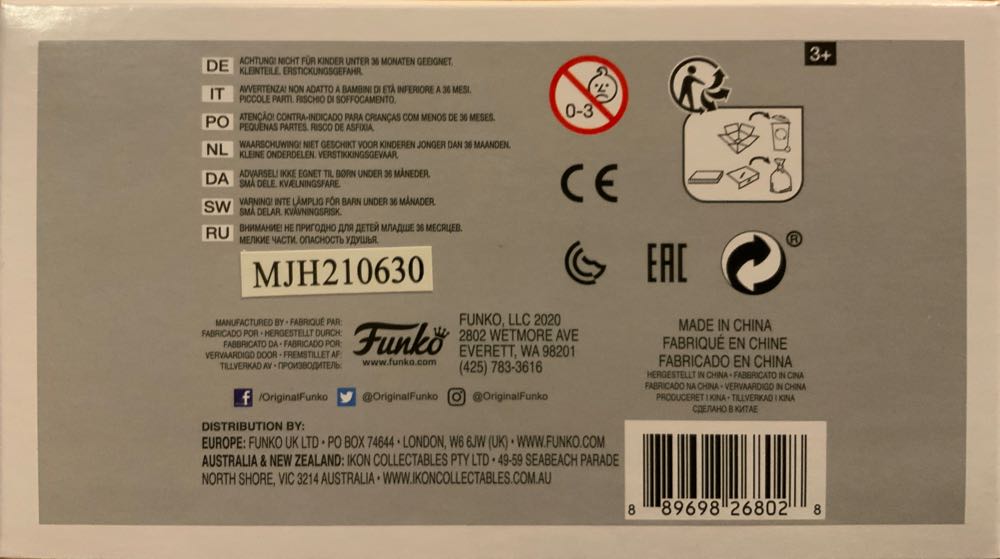 3+
DE ACHTUNG! NICHT FÜR KINDER UNTER 36 MONATEN GEEIGNET.
KLEINTEILE. ERSTICKUNGSGEFAHR.
IT AVVERTENZA! NON ADATTO A BAMBINI DI ETÀ INFERIORE A 36 MESI.
PICCOLE PARTI. RISCHIO DI SOFFOCAMENTO.
PO ATENÇÃO! CONTRA-INDICADO PARA CRIANÇAS COM MENOS DE 36 MESES.
PEQUENAS PARTES. RISCO DE ASFIXIA.
NL WAARSCHUWING! NIET GESCHIKT VOOR KINDEREN JONGER DAN 36 MAANDEN.
KLEINE ONDERDELEN. VERSTIKKINGSGEVAAR.
DA ADVARSEL! IKKE EGNET TIL BØRN UNDER 36 MÅNEDER.
SMÅ DELE. KVÆLNINGSFARE.
SW VARNING! INTE LÄMPLIG FÖR BARN UNDER 36 MÅNADER.
SMÅ DELAR. KVÄVNINGSRISK.
RU ВНИМАНИЕ! НЕ ПРИГОДНО ДЛЯ ДЕТЕЙ МЛАДШЕ 36 МЕСЯЦЕВ.
МЕЛКИЕ ЧАСТИ. ОПАСНОСТЬ УДУШЬЯ.
0-3
CE
EAC
®
MJH210630
MANUFACTURED BY • FABRIQUÉ PAR:
FABRICADO POR • HERGESTELLT DURCH:
FABBRICATO DA • FABRICADO POR:
VERVAARDIGD DOOR • FREMSTILLET AF:
TILLVERKAD AV • ПРОИЗВОДИТЕЛЬ:
Funko
www.funko.com
FUNKO, LLC 2020
2802 WETMORE AVE
EVERETT, WA 98201
(425) 783-3616
MADE IN CHINA
FABRIQUÉ EN CHINE
FABRICADO EN CHINA
HERGESTELLT IN CHINA • FABBRICATO IN CINA
FABRICADO NA CHINA • VERVAARDIGD IN CHINA
PRODUCERET I KINA • TILLVERKAD I KINA
СДЕЛАНО В КИТАЕ
f /OriginalFunko @OriginalFunko @OriginalFunko
DISTRIBUTION BY:
EUROPE: FUNKO UK LTD • PO BOX 74644 • LONDON, W6 6JW (UK) • WWW.FUNKO.COM
AUSTRALIA & NEW ZEALAND: IKON COLLECTABLES PTY LTD • 49-59 SEABEACH PARADE
NORTH SHORE, VIC 3214 AUSTRALIA • WWW.IKONCOLLECTABLES.COM.AU
8 89698 26802 8